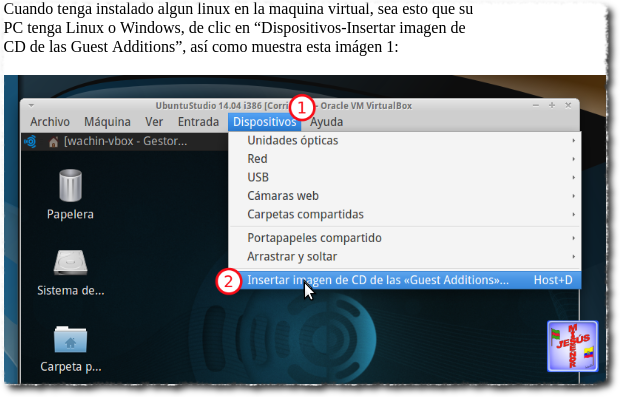 Cuando tenga instalado algun linux en la maquina virtual, sea esto que su
PC tenga Linux o Windows, de clic en “Dispositivos-Insertar imagen de
CD de las Guest Additions”, así como muestra esta imágen 1:
UbuntuStudio 14.04 i386 [Corri - Oracle VM VirtualBox
1
Archivo Máquina Ver Entrada Dispositivos Ayuda
[wachin-vbox - Gestor...
Unidades ópticas
Red
USB
Cámaras web
Carpetas compartidas
Portapapeles compartido
Arrastrar y soltar
2 Insertar imagen de CD de las «Guest Additions»... Host+D
Papelera
Sistema de...
Carpeta p...
JESÚS